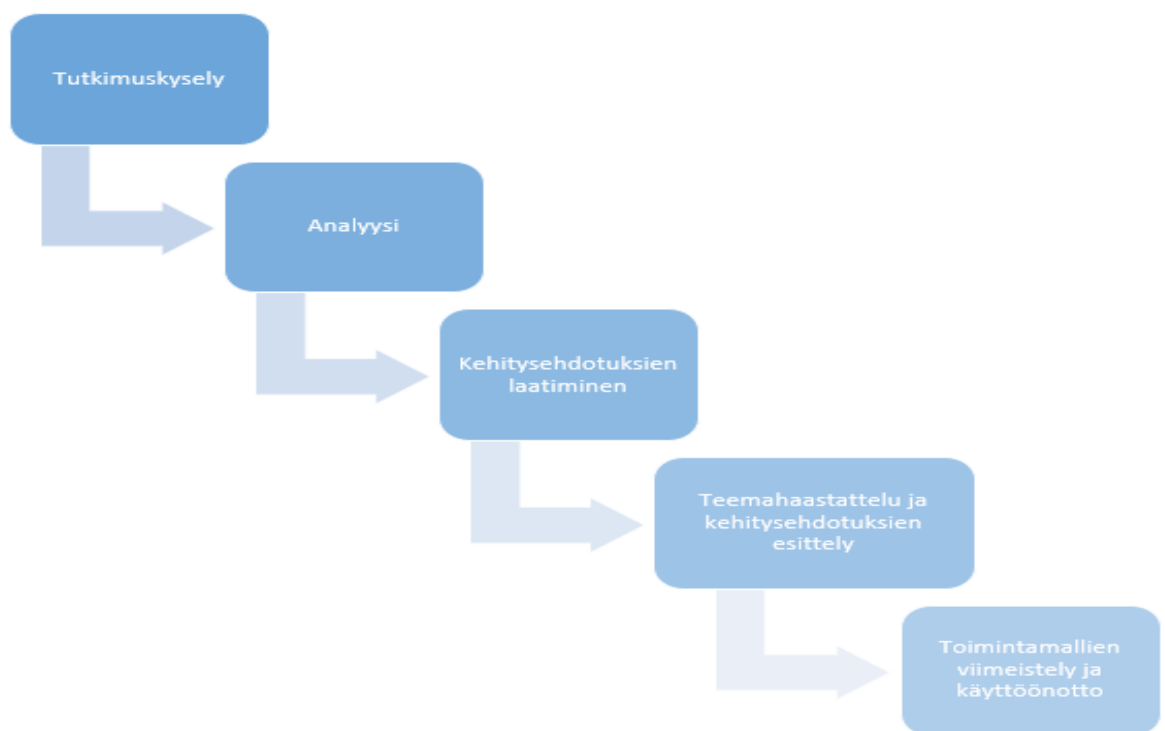 Tutkimuskysely
Analyysi
Kehitysehdotuksien
laatiminen
Teemahaastattelu ja
kehitysehdotuksien
esittely
Toimintamallien
viimeistely ja
käyttöönotto